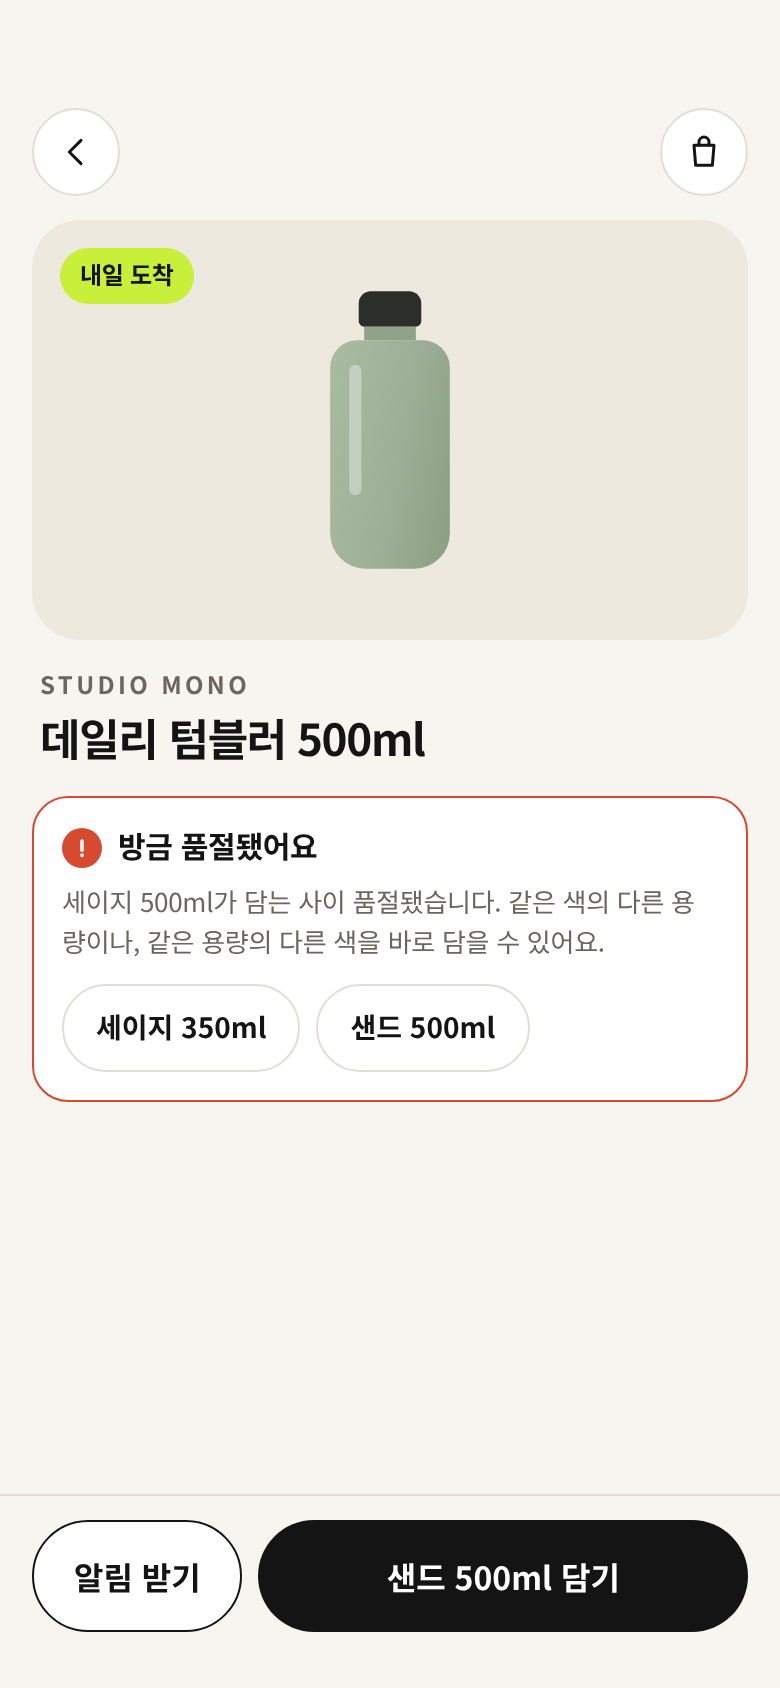 내일 도착
STUDIO MONO
데일리 텀블러 500ml
방금 품절됐어요
세이지 500ml가 담는 사이 품절됐습니다. 같은 색의 다른 용
량이나, 같은 용량의 다른 색을 바로 담을 수 있어요.
세이지 350ml
샌드 500ml
알림 받기
샌드 500ml 담기